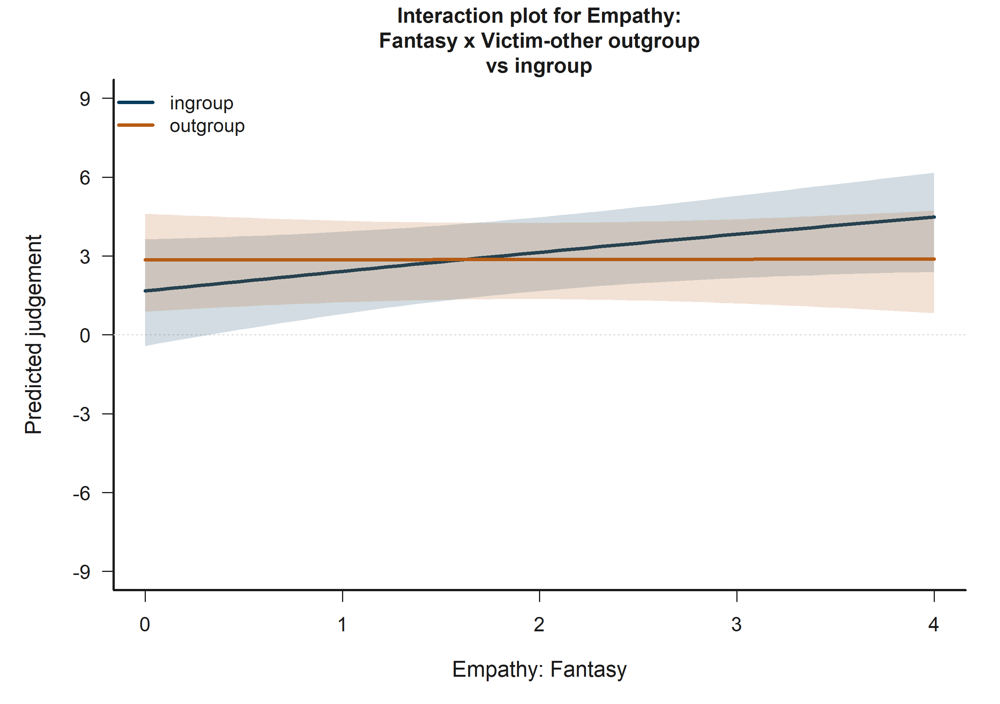 Interaction plot for Empathy:
Fantasy x Victim-other outgroup
vs ingroup
ingroup
outgroup
9
6
3
0
-3
-6
-9
Predicted judgement
0 1 2 3 4
Empathy: Fantasy